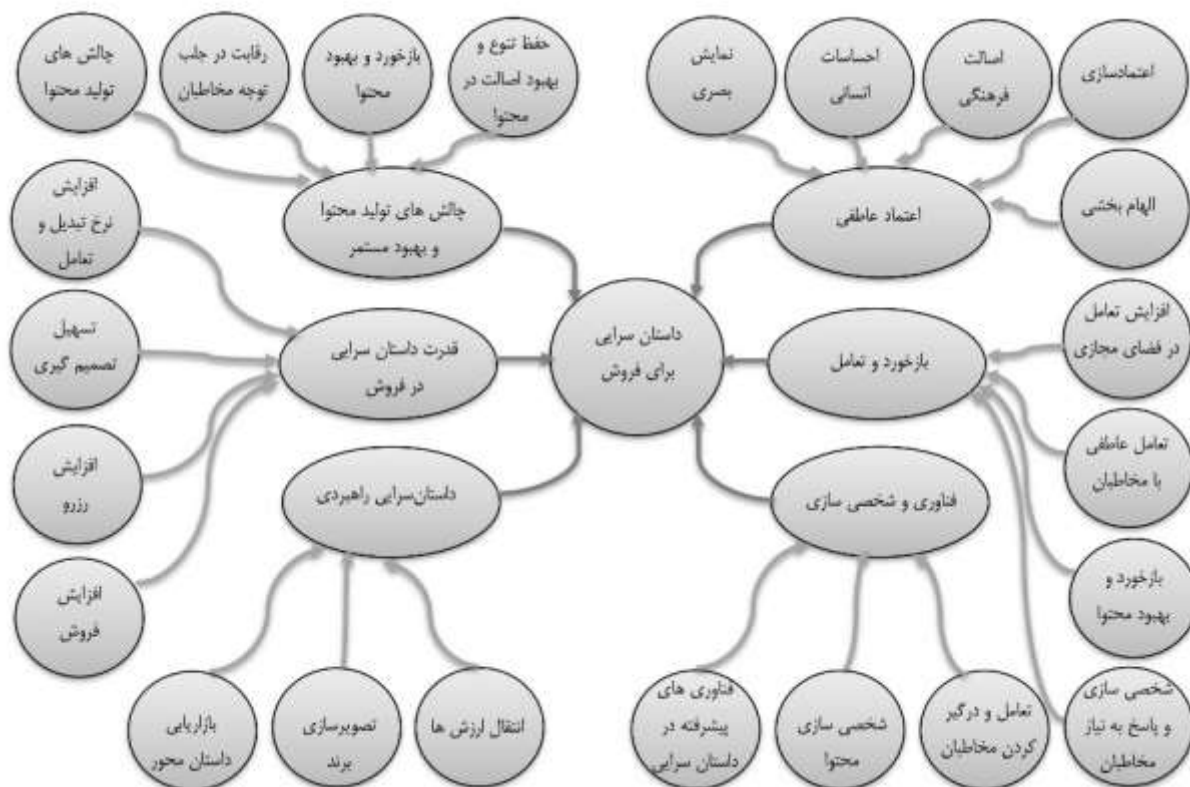 حفظ تنوع و
بهبود اصالت در
محتوا
بازخورد و بهبود
محتوا
رقابت در جلب
توجه مخاطبان
چالش های
تولید محتوا
اعتمادسازی
اصالت
فرهنگی
احساسات
انسانی
نمایش
بصری
الهام بخشی
اعتماد عاطفی
چالش های تولید محتوا
و بهبود مستمر
افزایش
نرخ تبدیل و
تعامل
افزایش تعامل
در فضای مجازی
بازخورد و تعامل
داستان سرایی
برای فروش
قدرت داستان سرایی
در فروش
تسهیل
تصمیم گیری
تعامل عاطفی
با مخاطبان
فناوری و شخصی سازی
داستان‌سرایی راهبردی
افزایش
رزرو
بازخورد و
بهبود محتوا
افزایش
فروش
شخصی سازی
و پاسخ به نیاز
مخاطبان
تعامل و درگیر
کردن مخاطبان
شخصی سازی
محتوا
فناوری های
پیشرفته در
داستان سرایی
انتقال ارزش ها
تصویرسازی
برند
بازاریابی
داستان محور